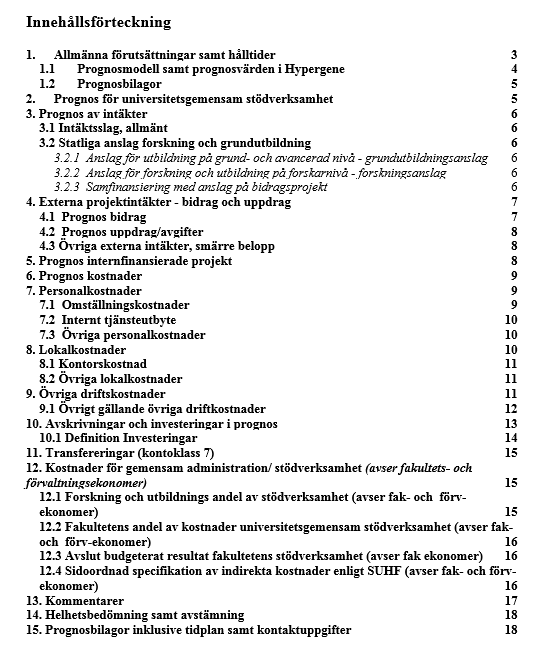 Innehållsförteckning
1. Allmänna förutsättningar samt hålltider 3
1.1 Prognosmodell samt prognosvärden i Hypergene 4
1.2 Prognosbilagor 5
2. Prognos för universitetsgemensam stödverksamhet 5
3. Prognos av intäkter 6
3.1 Intäktsslag, allmänt 6
3.2 Statliga anslag forskning och grundutbildning 6
3.2.1 Anslag för utbildning på grund- och avancerad nivå - grundutbildningsanslag 6
3.2.2 Anslag för forskning och utbildning på forskarnivå - forskningsanslag 6
3.2.3 Samfinansiering med anslag på bidragsprojekt 6
4. Externa projektintäkter - bidrag och uppdrag 7
4.1 Prognos bidrag 7
4.2 Prognos uppdrag/avgifter 8
4.3 Övriga externa intäkter, smärre belopp 8
5. Prognos internfinansierade projekt 8
6. Prognos kostnader 9
7. Personalkostnader 9
7.1 Omställningskostnader 9
7.2 Internt tjänsteutbyte 10
7.3 Övriga personalkostnader 10
8. Lokalkostnader 10
8.1 Kontorskostnad 11
8.2 Övriga lokalkostnader 11
9. Övriga driftskostnader 11
9.1 Övrigt gällande övriga driftkostnader 12
10. Avskrivningar och investeringar i prognos 13
10.1 Definition Investeringar 14
11. Transfereringar (kontoklass 7) 15
12. Kostnader för gemensam administration/ stödverksamhet (avser fakultets- och
förvaltningsekonomer) 15
12.1 Forskning och utbildnings andel av stödverksamhet (avser fak- och förv-
ekonomer) 15
12.2 Fakultetens andel av kostnader universitetsgemensam stödverksamhet (avser fak-
och förv-ekonomer) 16
12.3 Avslut budgeterat resultat fakultetens stödverksamhet (avser fak ekonomer) 16
12.4 Sidoordnad specifikation av indirekta kostnader enligt SUHF (avser fak- och förv-
ekonomer) 16
13. Kommentarer 17
14. Helhetsbedömning samt avstämning 18
15. Prognosbilagor inklusive tidplan samt kontaktuppgifter 18